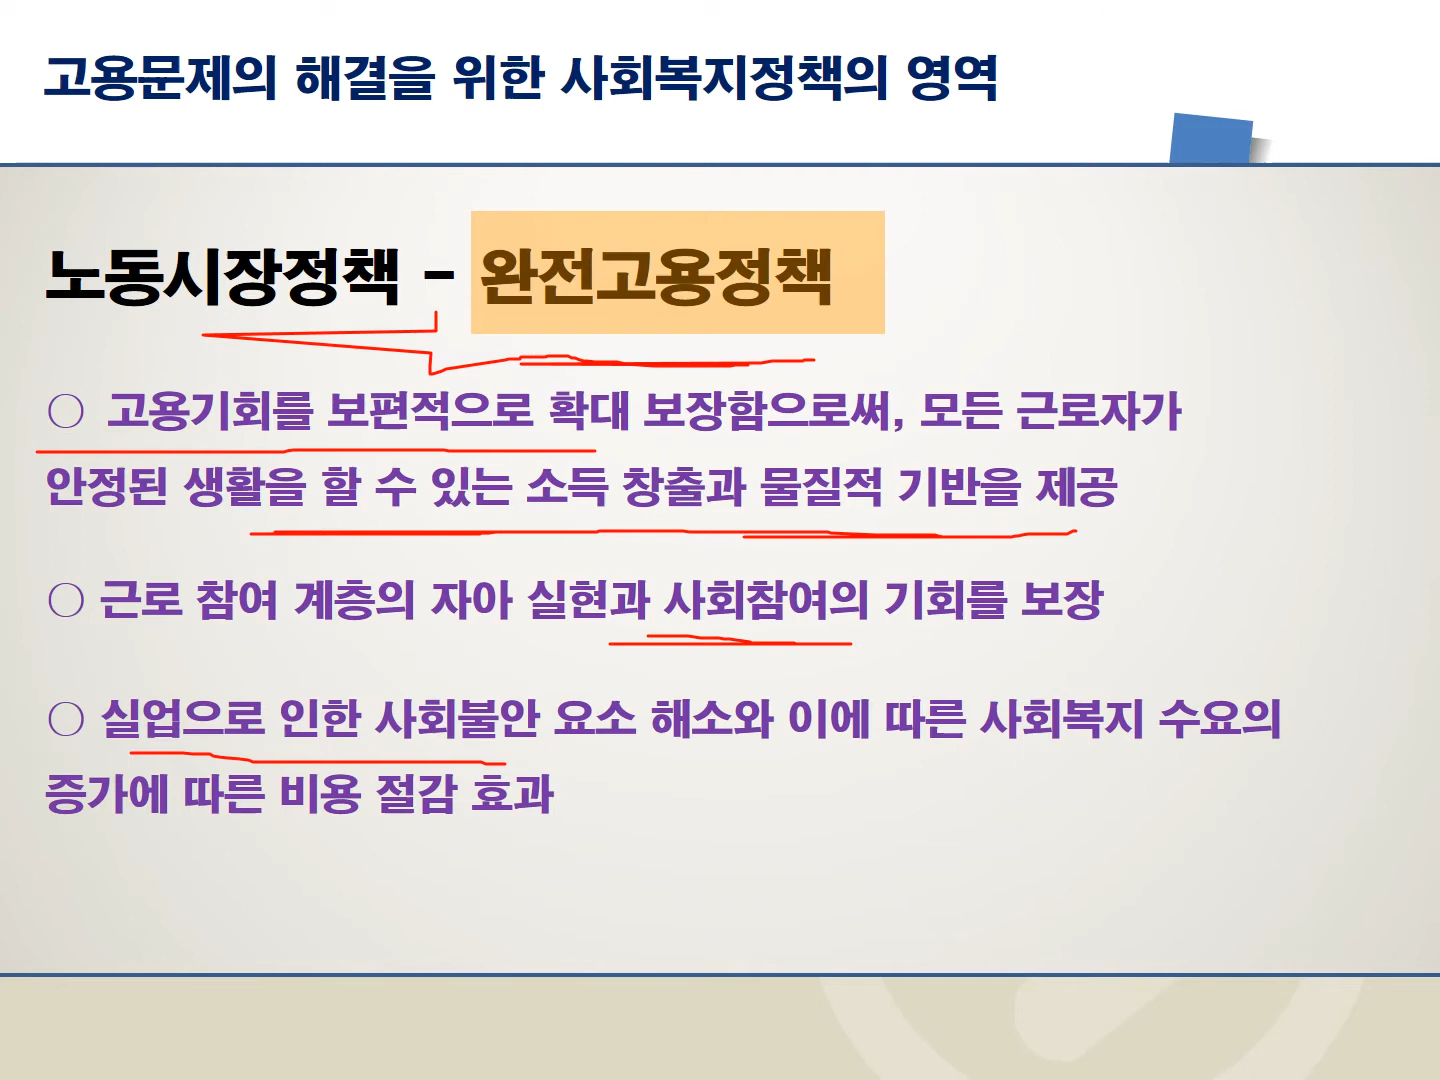 고용문제의 해결을 위한 사회복지정책의 영역
노동시장정책 - 완전고용정책
○ 고용기회를 보편적으로 확대 보장함으로써, 모든 근로자가
안정된 생활을 할 수 있는 소득 창출과 물질적 기반을 제공
○ 근로 참여 계층의 자아 실현과 사회참여의 기회를 보장
○ 실업으로 인한 사회불안 요소 해소와 이에 따른 사회복지 수요의
증가에 따른 비용 절감 효과